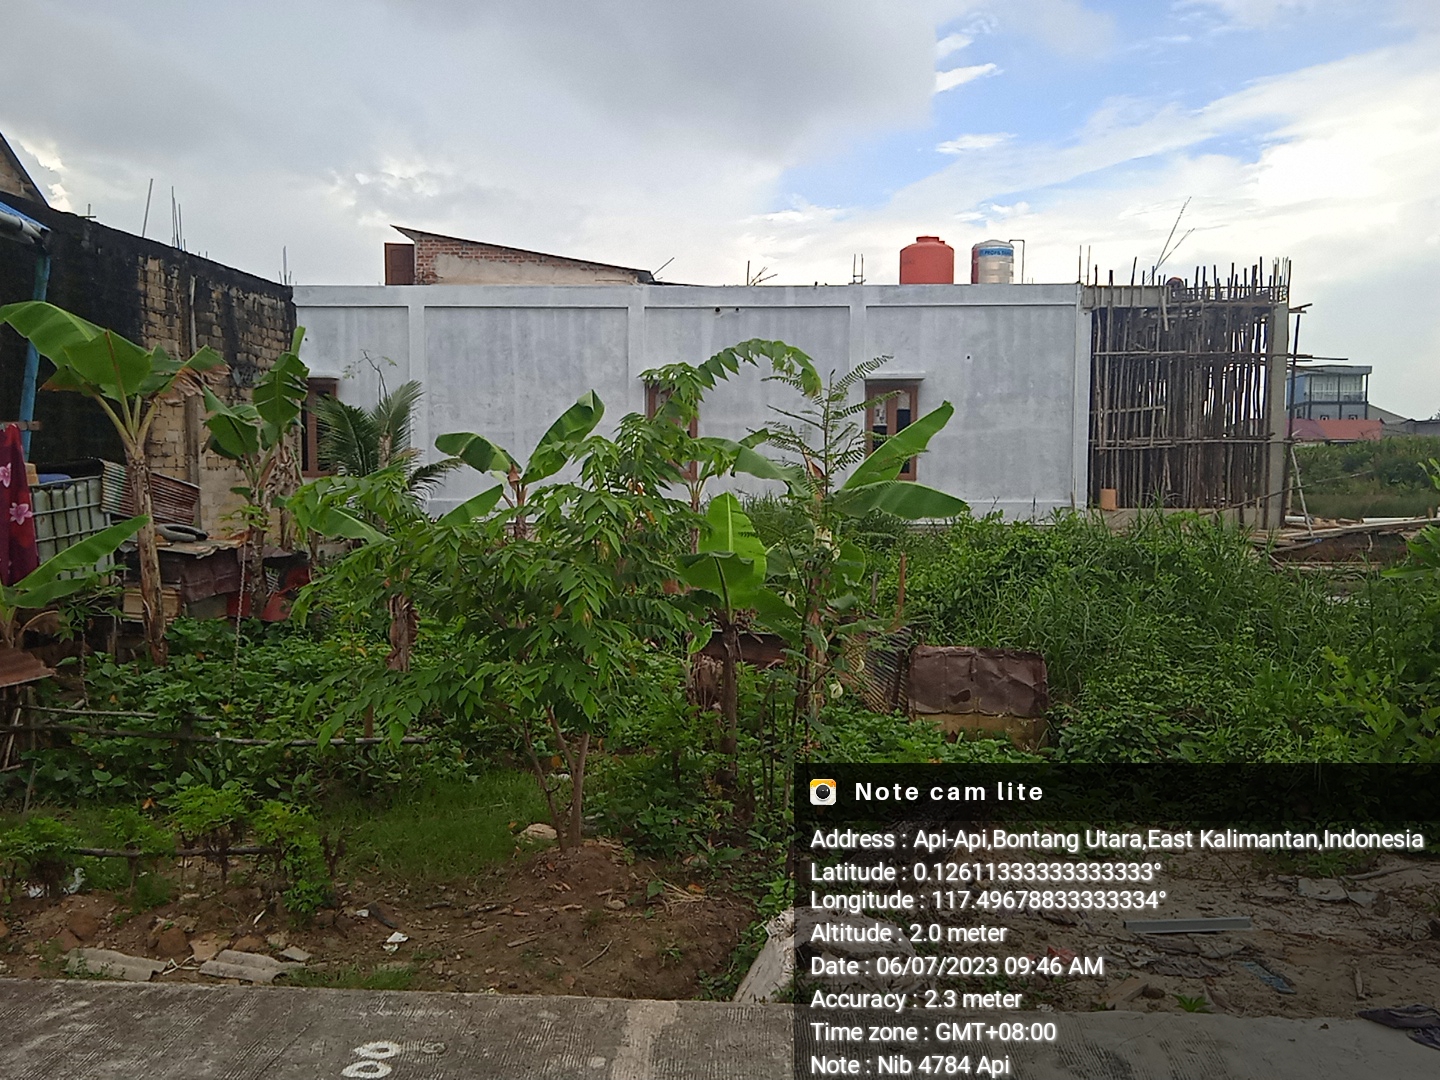 Note cam lite
Address : Api-Api,Bontang Utara,East Kalimantan,Indonesia
Latitude : 0.12611333333333333°
Longitude : 117.49678833333334°
Altitude : 2.0 meter
Date : 06/07/2023 09:46 AM
Accuracy : 2.3 meter
Time zone : GMT+08:00
Note : Nib 4784 Api